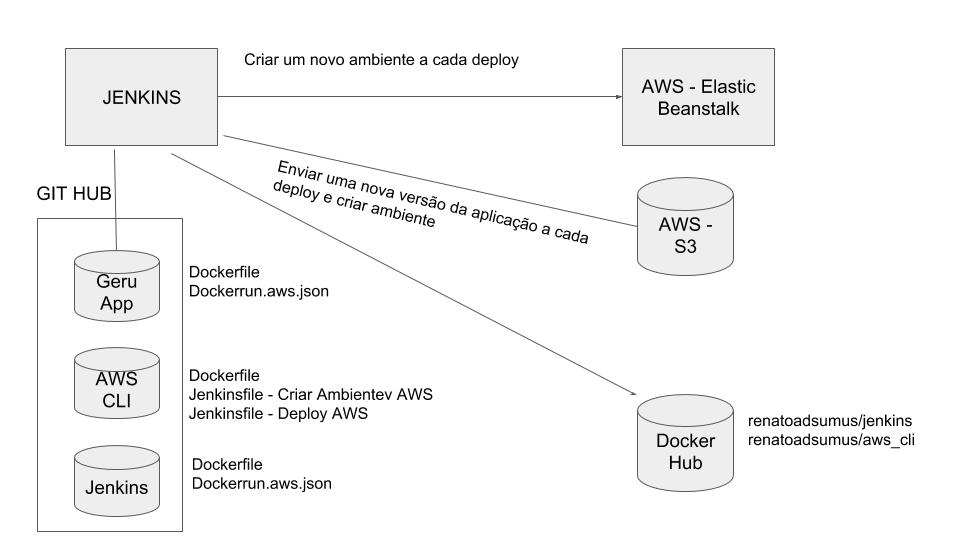 Criar um novo ambiente a cada deploy
JENKINS
AWS - Elastic
Beanstalk
Enviar uma nova versão da aplicação a cada
deploy e criar ambiente
GIT HUB
AWS -
S3
Geru
App
Dockerfile
Dockerrun.aws.json
AWS
CLI
Dockerfile
Jenkinsfile - Criar Ambientev AWS
Jenkinsfile - Deploy AWS
Docker
Hub
renatoadsumus/jenkins
renatoadsumus/aws_cli
Jenkins
Dockerfile
Dockerrun.aws.json